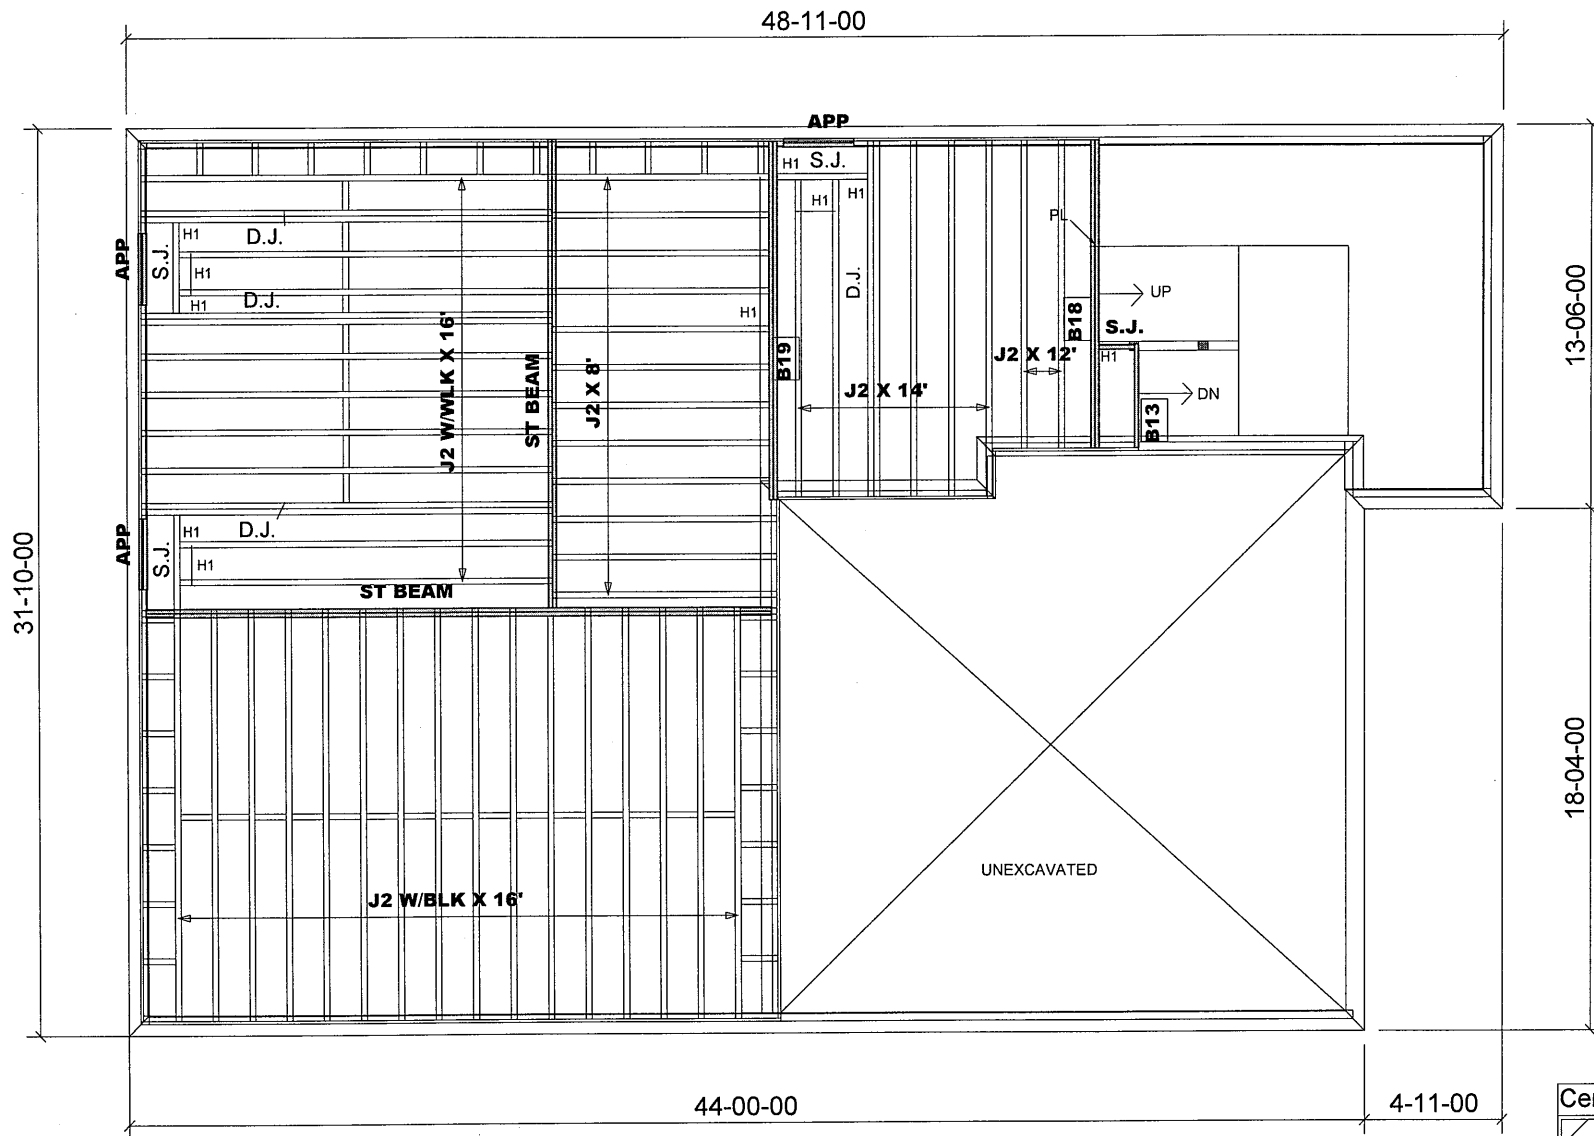 48-11-00
APP
H1 S.J.
H1
H1
D.J.
PL
APP
S.J.
H1
D.J.
H1
H1
D.J.
J2 W/WLK X 16'
ST BEAM
J2 X 8'
H1
B19
J2 X 14'
J2 X 12'
B18
UP
S.J.
H1
DN
B13
13-06-00
31-10-00
APP
S.J.
H1
D.J.
H1
ST BEAM
J2 W/BLK X 16'
UNEXCAVATED
18-04-00
44-00-00
4-11-00